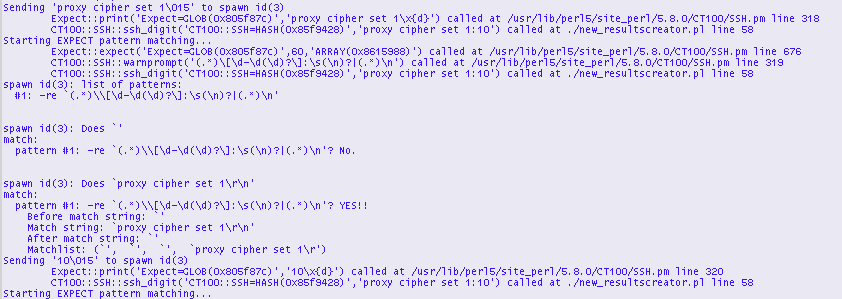 Sending 'proxy cipher set 1\015' to spawn id(3)
Expect::print('Expect=GLOB(0x805f87c)','proxy cipher set 1\x{d}') called at /usr/lib/perl5/site_perl/5.8.0/CT100/SSH.pm line 318
CT100::SSH::ssh_digit('CT100::SSH=HASH(0x85f9428)','proxy cipher set 1:10') called at ./new_resultscreator.pl line 58
Starting EXPECT pattern matching...
Expect::expect('Expect=GLOB(0x805f87c)',60,'ARRAY(0x8615988)') called at /usr/lib/perl5/site_perl/5.8.0/CT100/SSH.pm line 676
CT100::SSH::warnprompt('(.*)\[\d-\d(\d)?\]:\s(\n)?|(.*)\n') called at /usr/lib/perl5/site_perl/5.8.0/CT100/SSH.pm line 319
CT100::SSH::ssh_digit('CT100::SSH=HASH(0x85f9428)','proxy cipher set 1:10') called at ./new_resultscreator.pl line 58
spawn id(3): list of patterns:
#1: -re `(.*)\\[\d-\d(\d)?\]:\s(\n)?|(.*)\n'
spawn id(3): Does `'
match:
pattern #1: -re `(.*)\\[\d-\d(\d)?\]:\s(\n)?|(.*)\n'? No.
spawn id(3): Does `proxy cipher set 1\r\n'
match:
pattern #1: -re `(.*)\\[\d-\d(\d)?\]:\s(\n)?|(.*)\n'? YES!!
Before match string: `'
Match string: `proxy cipher set 1\r\n'
After match string: `'
Matchlist: (`', `', `', `proxy cipher set 1\r')
Sending '10\015' to spawn id(3)
Expect::print('Expect=GLOB(0x805f87c)','10\x{d}') called at /usr/lib/perl5/site_perl/5.8.0/CT100/SSH.pm line 320
CT100::SSH::ssh_digit('CT100::SSH=HASH(0x85f9428)','proxy cipher set 1:10') called at ./new_resultscreator.pl line 58
Starting EXPECT pattern matching...